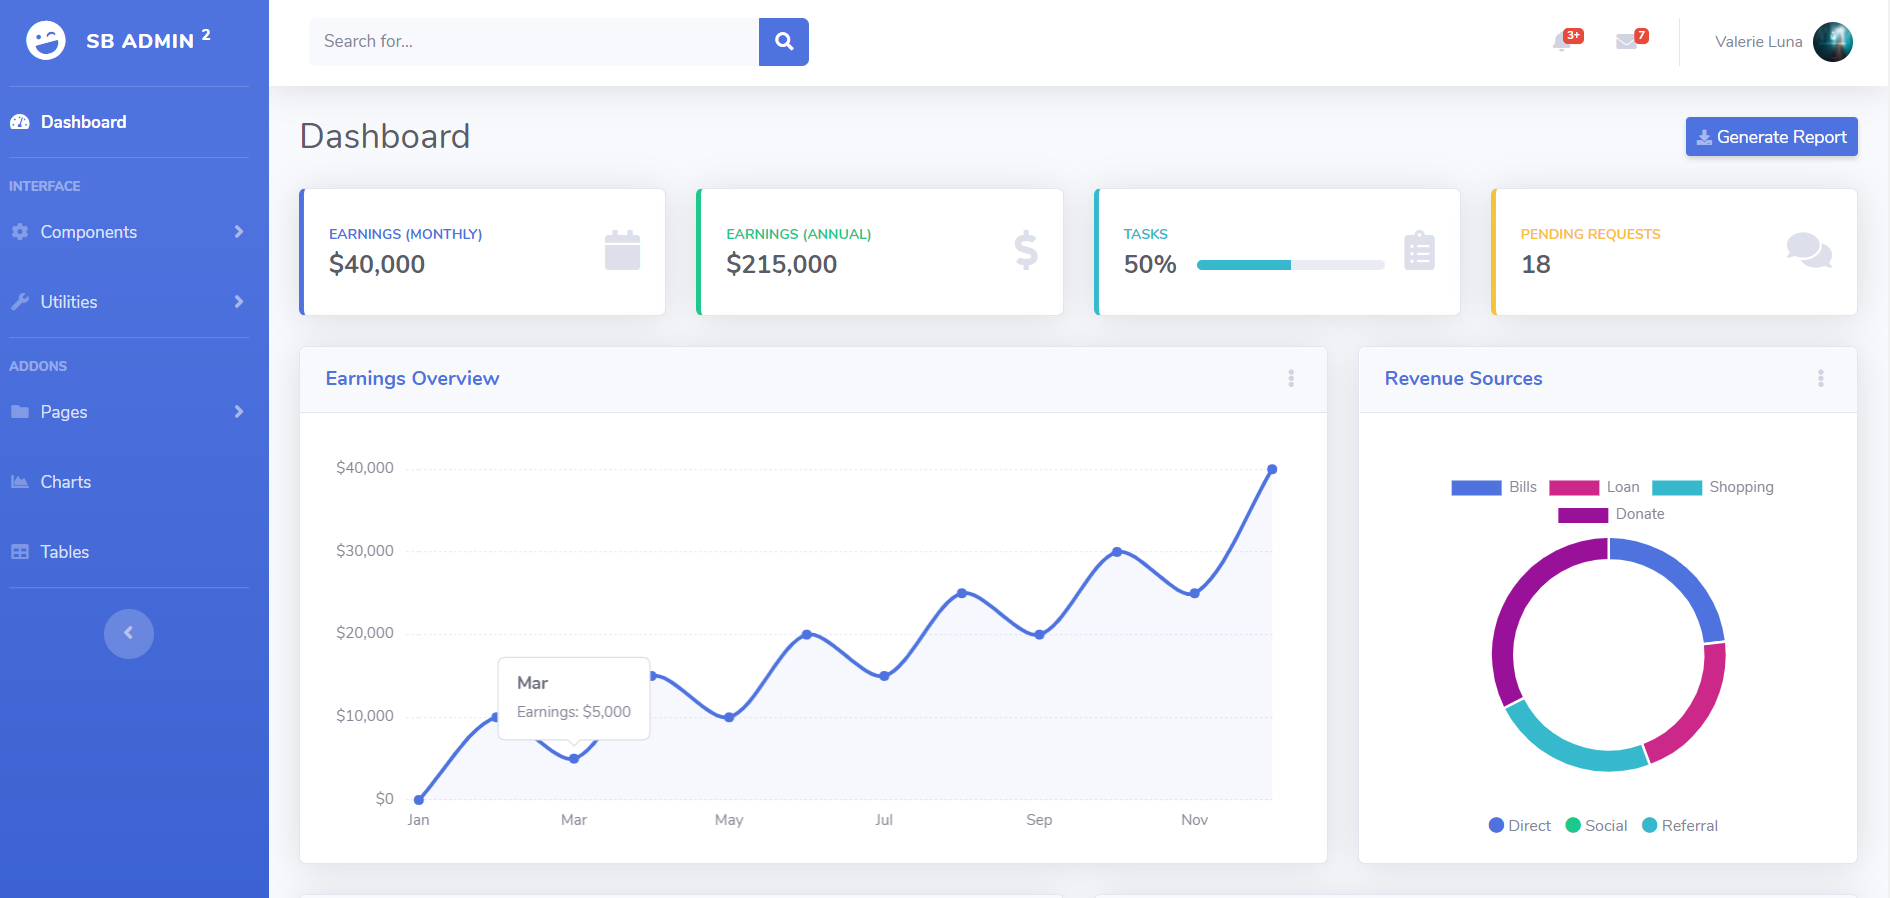 SB ADMIN 2
Dashboard
INTERFACE
Components
Utilities
ADDONS
Pages
Charts
Tables
Search for...
3+
7
Valerie Luna
Dashboard
Generate Report
EARNINGS (MONTHLY)
$40,000
EARNINGS (ANNUAL)
$215,000
TASKS
50%
PENDING REQUESTS
18
Earnings Overview
$40,000
$30,000
$20,000
$10,000
$0
Mar
Earnings: $5,000
Jan Mar May Jul Sep Nov
Revenue Sources
Bills Loan Shopping
Donate
Direct Social Referral